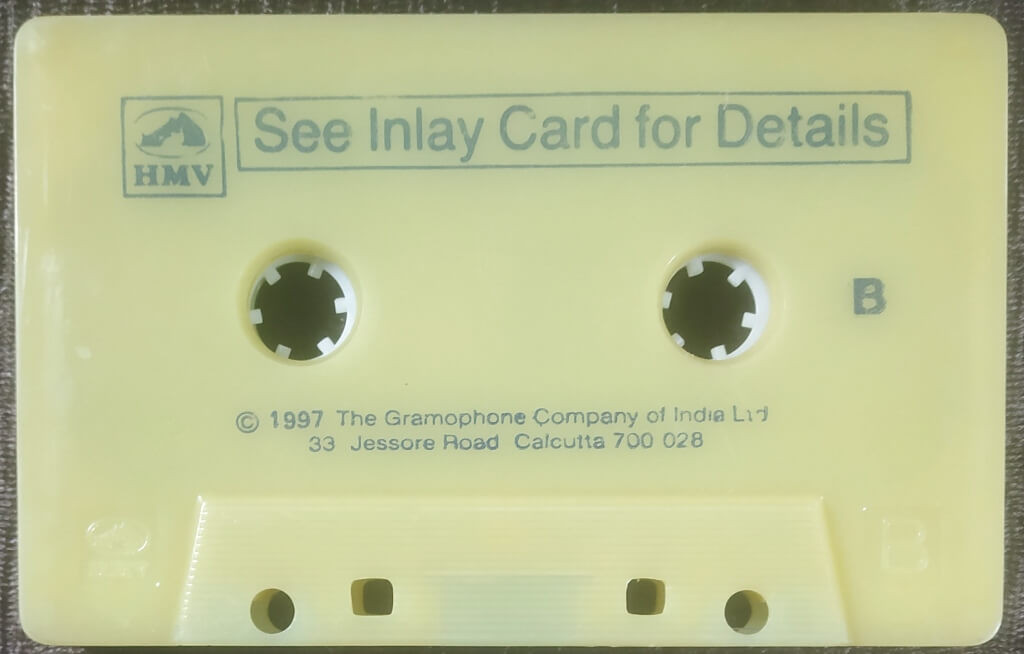 HMV
See Inlay Card for Details
B
© 1997 The Gramophone Company of India Ltd
33 Jessore Road Calcutta 700 028
B